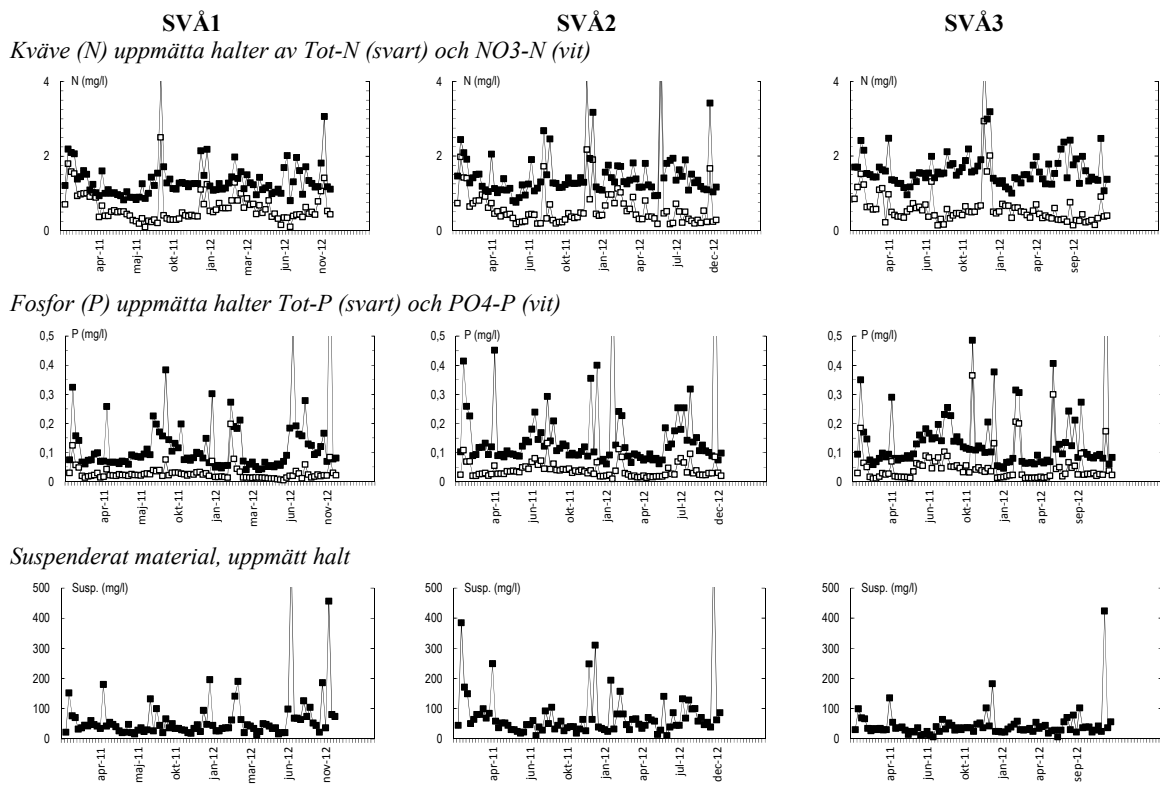 SVÅ1 SVÅ2 SVÅ3
Kväve (N) uppmätta halter av Tot-N (svart) och NO3-N (vit)
N (mg/l) N (mg/l) N (mg/l)
4 4 4
2 2 2
0 0 0
apr-11 maj-11 okt-11 jan-12 mar-12 jun-12 nov-12
apr-11 jun-11 okt-11 jan-12 apr-12 jul-12 dec-12
apr-11 jun-11 okt-11 jan-12 apr-12 sep-12
Fosfor (P) uppmätta halter Tot-P (svart) och PO4-P (vit)
P (mg/l) P (mg/l) P (mg/l)
0,5 0,5 0,5
0,4 0,4 0,4
0,3 0,3 0,3
0,2 0,2 0,2
0,1 0,1 0,1
0 0 0
apr-11 maj-11 okt-11 jan-12 mar-12 jun-12 nov-12
apr-11 jun-11 okt-11 jan-12 apr-12 jul-12 dec-12
apr-11 jun-11 okt-11 jan-12 apr-12 sep-12
Suspenderat material, uppmätt halt
Susp. (mg/l) Susp. (mg/l) Susp. (mg/l)
500 500 500
400 400 400
300 300 300
200 200 200
100 100 100
0 0 0
apr-11 maj-11 okt-11 jan-12 mar-12 jun-12 nov-12
apr-11 jun-11 okt-11 jan-12 apr-12 jul-12 dec-12
apr-11 jun-11 okt-11 jan-12 apr-12 sep-12